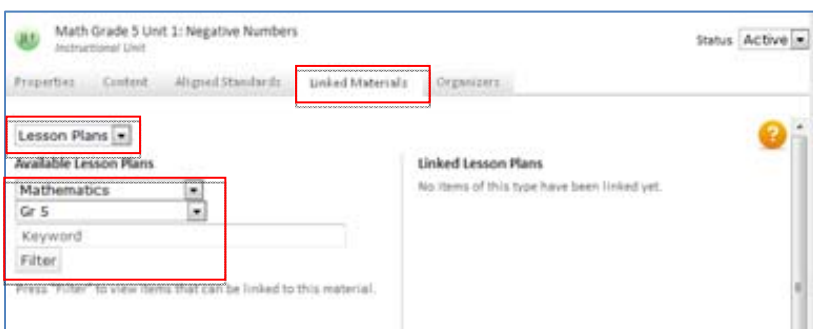 Math Grade 5 Unit 1: Negative Numbers
Instructional Unit
Status Active
Properties Content Aligned Standards Linked Materials Organizers
Lesson Plans
?
Available Lesson Plans
Linked Lesson Plans
Mathematics
No items of this type have been linked yet.
Gr 5
Keyword
Filter
Press "Filter" to view items that can be linked to this material.